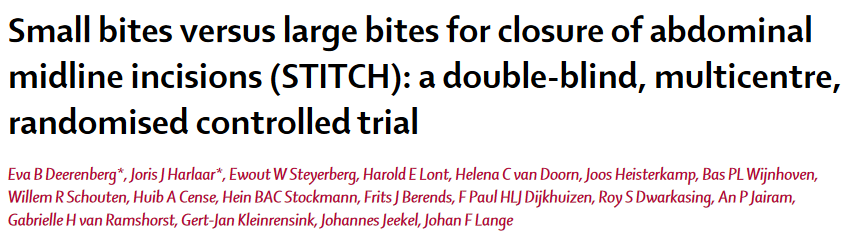 Small bites versus large bites for closure of abdominal
midline incisions (STITCH): a double-blind, multicentre,
randomised controlled trial
Eva B Deerenberg*, Joris J Harlaar*, Ewout W Steyerberg, Harold E Lont, Helena C van Doorn, Joos Heisterkamp, Bas PL Wijnhoven,
Willem R Schouten, Huib A Cense, Hein BAC Stockmann, Frits J Berends, F Paul HLJ Dijkhuizen, Roy S Dwarkasing, An P Jairam,
Gabrielle H van Ramshorst, Gert-Jan Kleinrensink, Johannes Jeekel, Johan F Lange